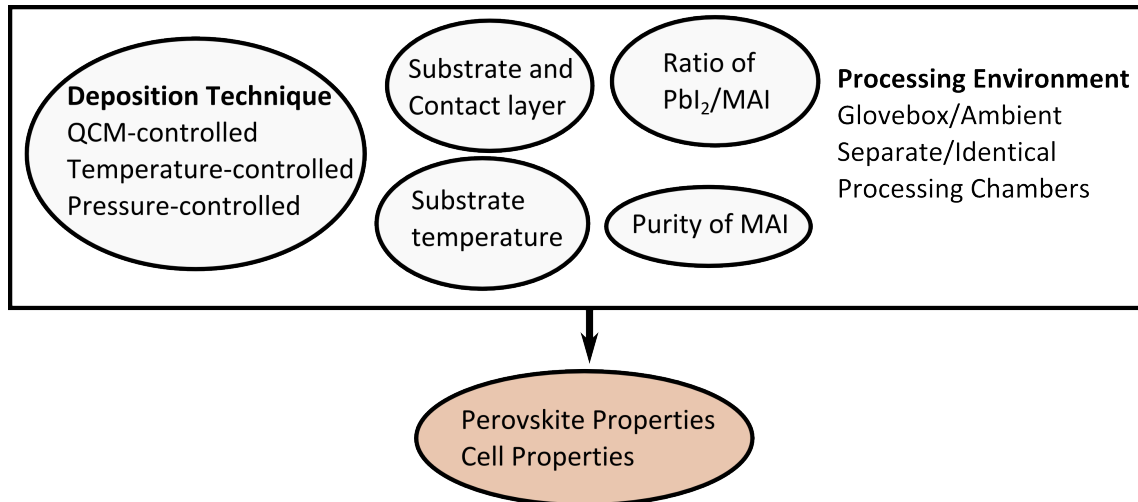 Deposition Technique
QCM-controlled
Temperature-controlled
Pressure-controlled
Substrate and
Contact layer
Substrate
temperature
Ratio of
PbI₂/MAI
Purity of MAI
Processing Environment
Glovebox/Ambient
Separate/Identical
Processing Chambers
Perovskite Properties
Cell Properties